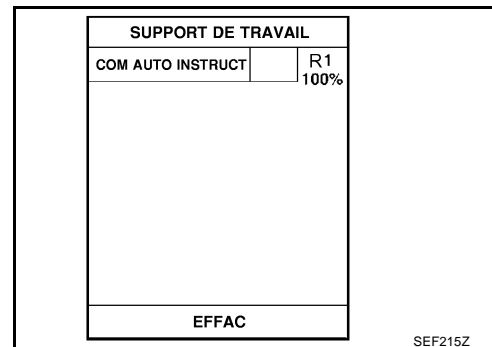 SUPPORT DE TRAVAIL
COM AUTO INSTRUCT R1
100%
EFFAC
SEF215Z